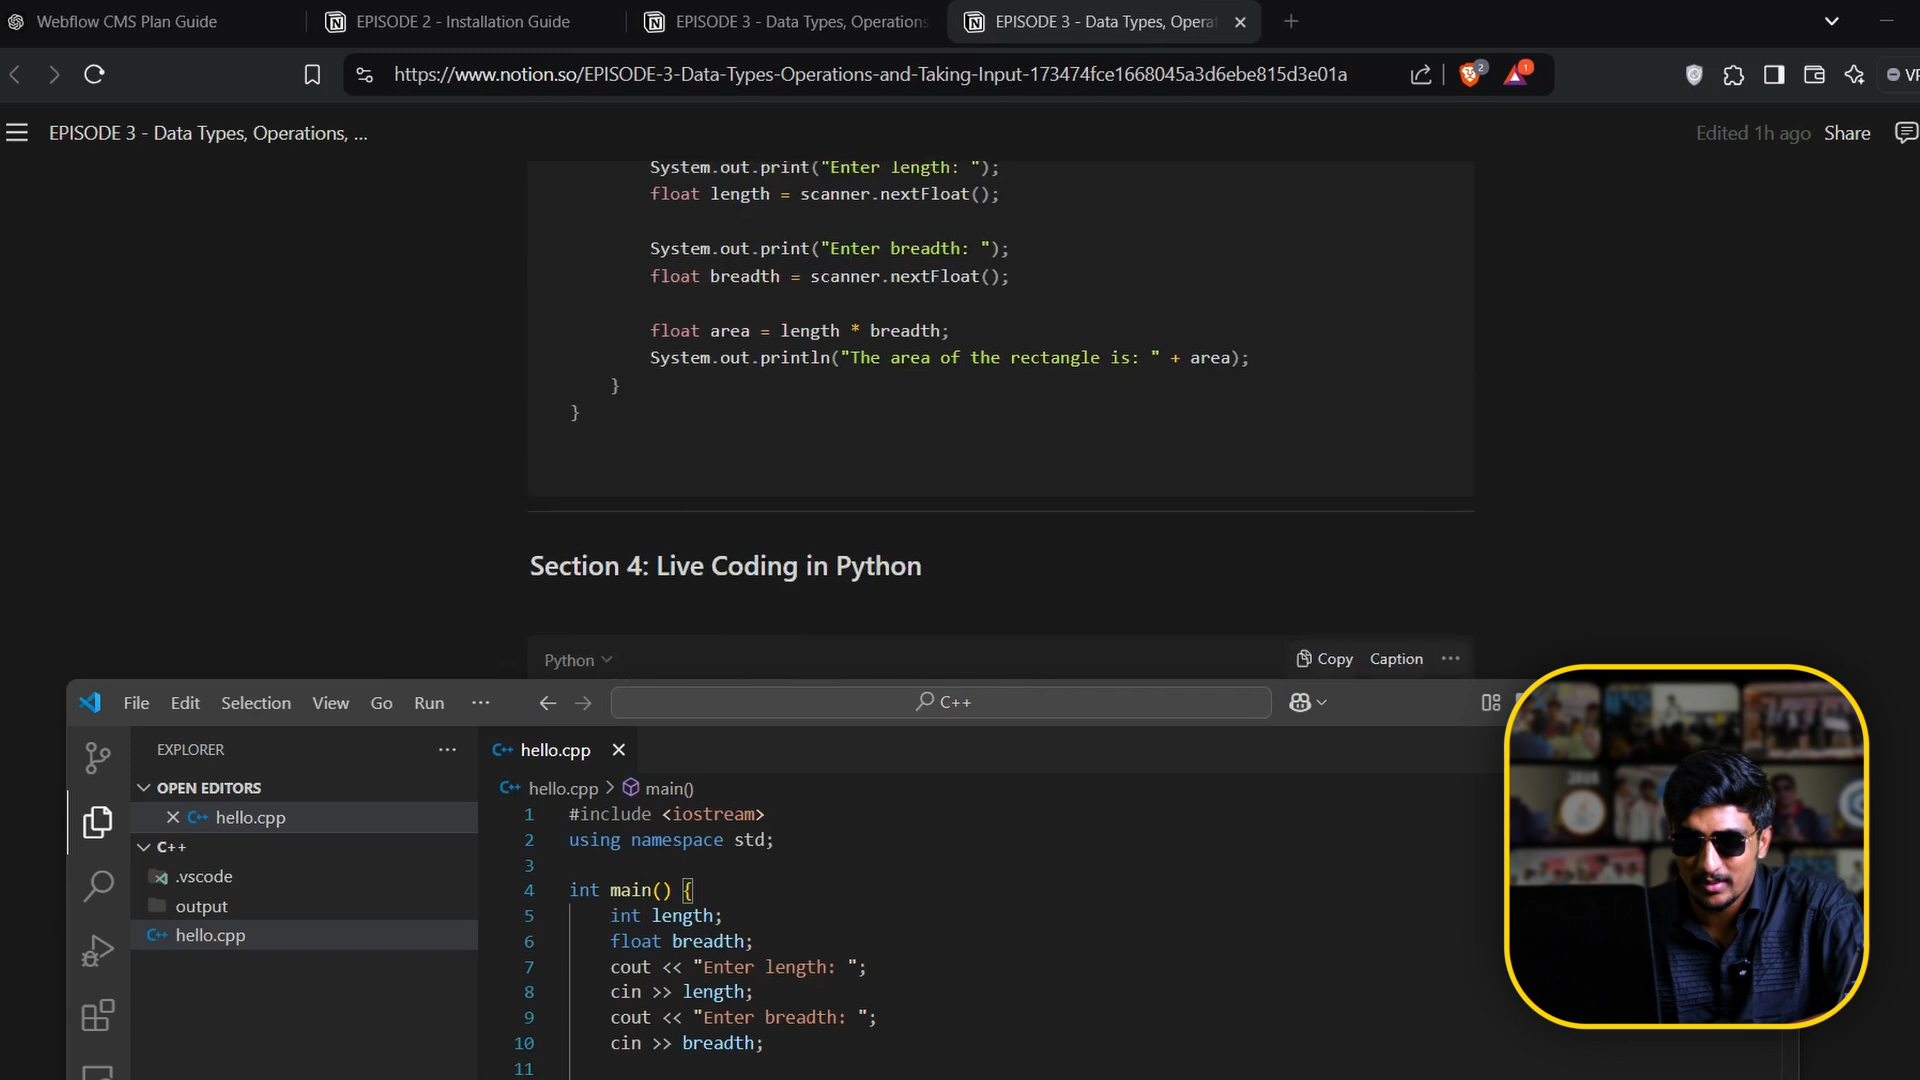 Webflow CMS Plan Guide
EPISODE 2 - Installation Guide
EPISODE 3 - Data Types, Operations
EPISODE 3 - Data Types, Opera
https://www.notion.so/EPISODE-3-Data-Types-Operations-and-Taking-Input-173474fce1668045a3d6ebe815d3e01a
2
1
VP
EPISODE 3 - Data Types, Operations, ...
Edited 1h ago
Share
System.out.print("Enter length: ");
float length = scanner.nextFloat();
System.out.print("Enter breadth: ");
float breadth = scanner.nextFloat();
float area = length * breadth;
System.out.println("The area of the rectangle is: " + area);
}
}
Section 4: Live Coding in Python
Python
Copy
Caption
File Edit Selection View Go Run ...
C++
EXPLORER
OPEN EDITORS
C++ hello.cpp
C++
.vscode
output
C++ hello.cpp
C++ hello.cpp
C++ hello.cpp > main()
1 #include <iostream>
2 using namespace std;
3
4 int main() {
5 int length;
6 float breadth;
7 cout << "Enter length: ";
8 cin >> length;
9 cout << "Enter breadth: ";
10 cin >> breadth;
11
JAVA